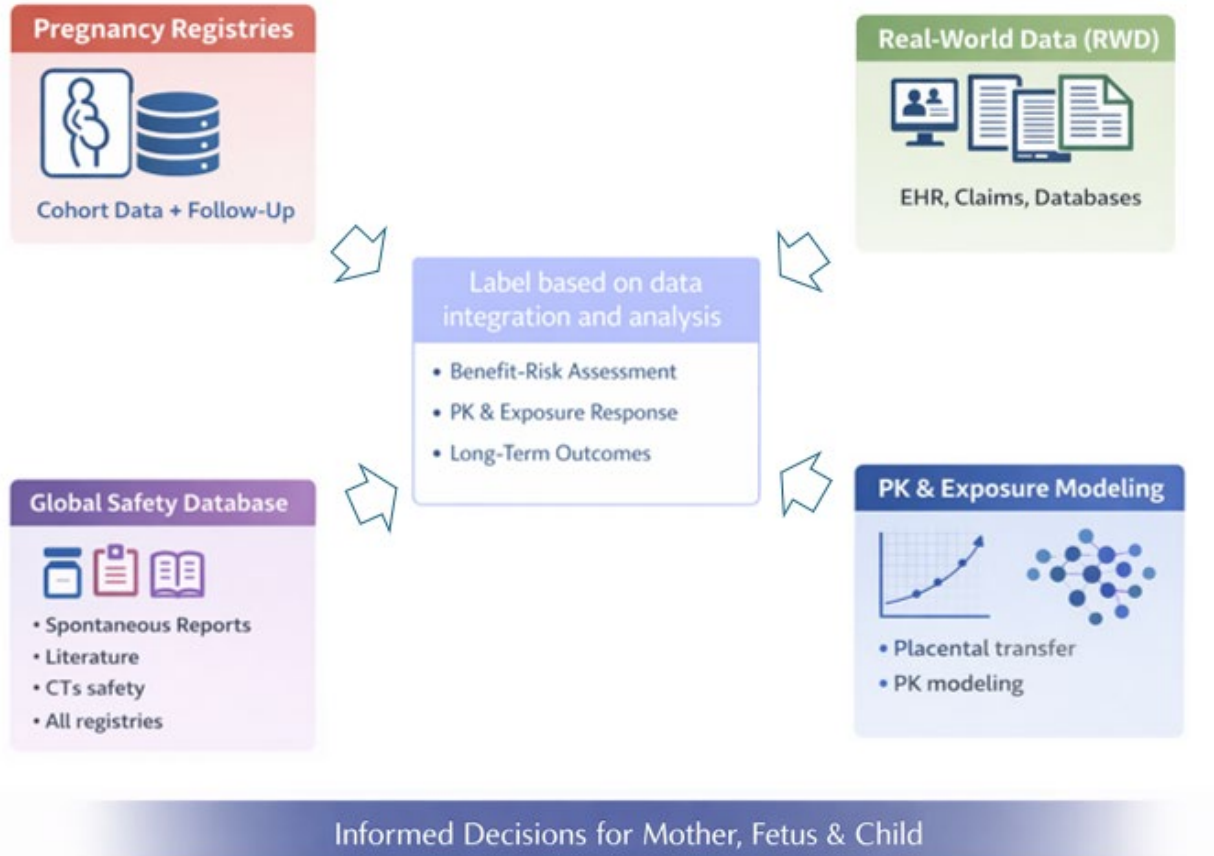 Pregnancy Registries
Cohort Data + Follow-Up
Real-World Data (RWD)
EHR, Claims, Databases
Label based on data
integration and analysis
• Benefit-Risk Assessment
• PK & Exposure Response
• Long-Term Outcomes
Global Safety Database
• Spontaneous Reports
• Literature
• CTs safety
• All registries
PK & Exposure Modeling
• Placental transfer
• PK modeling
Informed Decisions for Mother, Fetus & Child